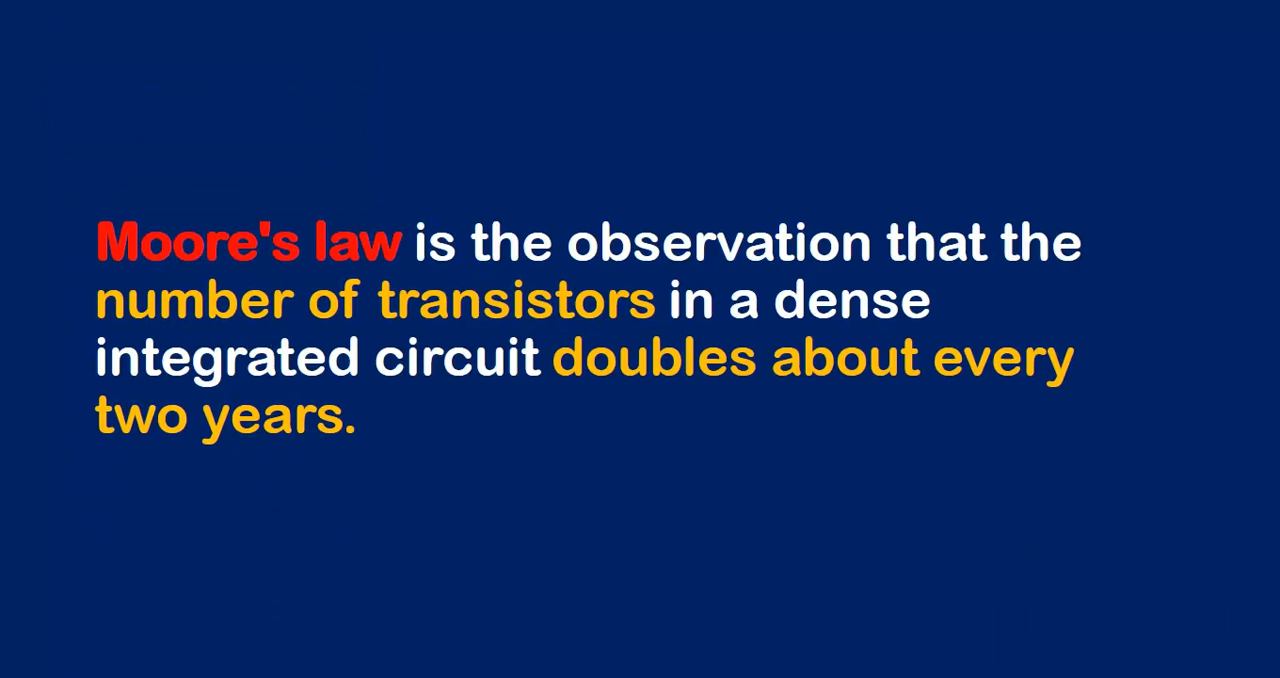 Moore's law is the observation that the
number of transistors in a dense
integrated circuit doubles about every
two years.